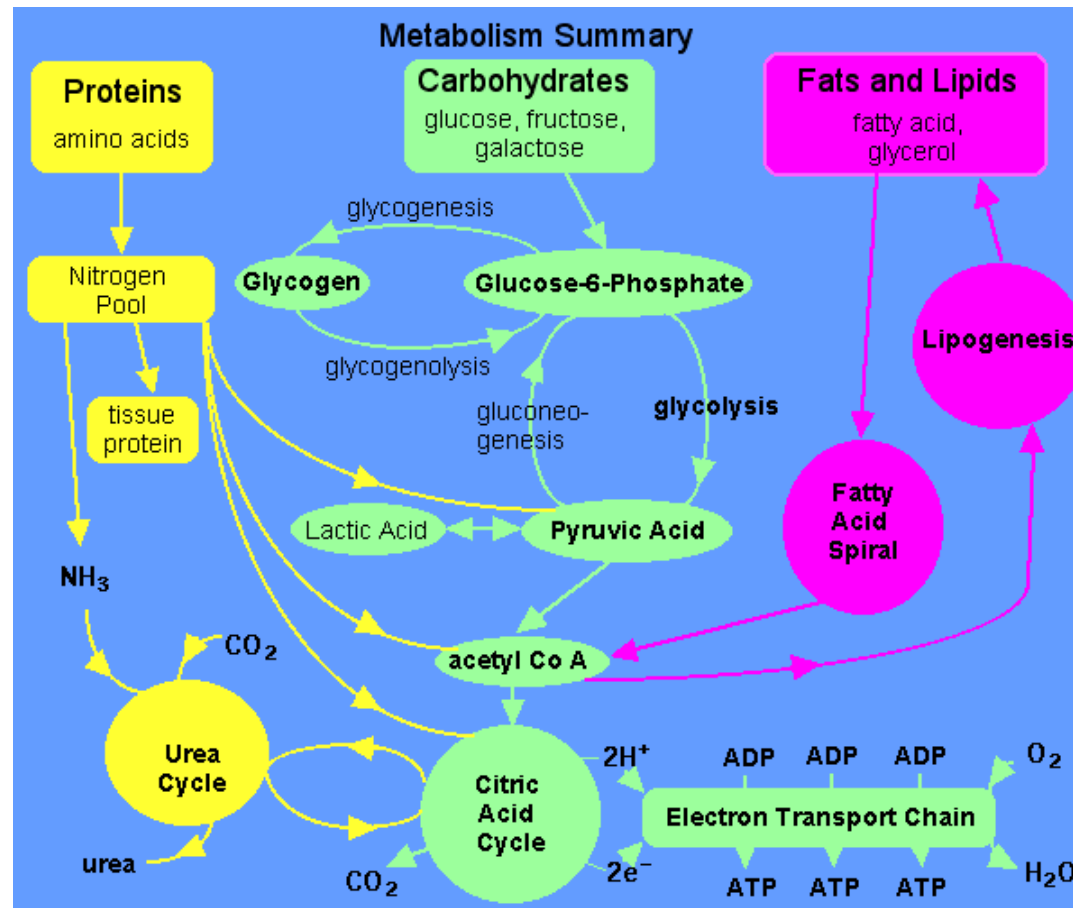 Metabolism Summary
Proteins
amino acids
Carbohydrates
glucose, fructose,
galactose
Fats and Lipids
fatty acid,
glycerol
glycogenesis
Nitrogen
Pool
Glycogen
Glucose-6-Phosphate
Lipogenesis
glycogenolysis
tissue
protein
gluconeo-
genesis
glycolysis
Fatty
Acid
Spiral
Lactic Acid
Pyruvic Acid
NH₃
CO₂
acetyl Co A
Urea
Cycle
Citric
Acid
Cycle
2H⁺
ADP
ADP
ADP
O₂
Electron Transport Chain
urea
CO₂
2e⁻
ATP
ATP
ATP
H₂O